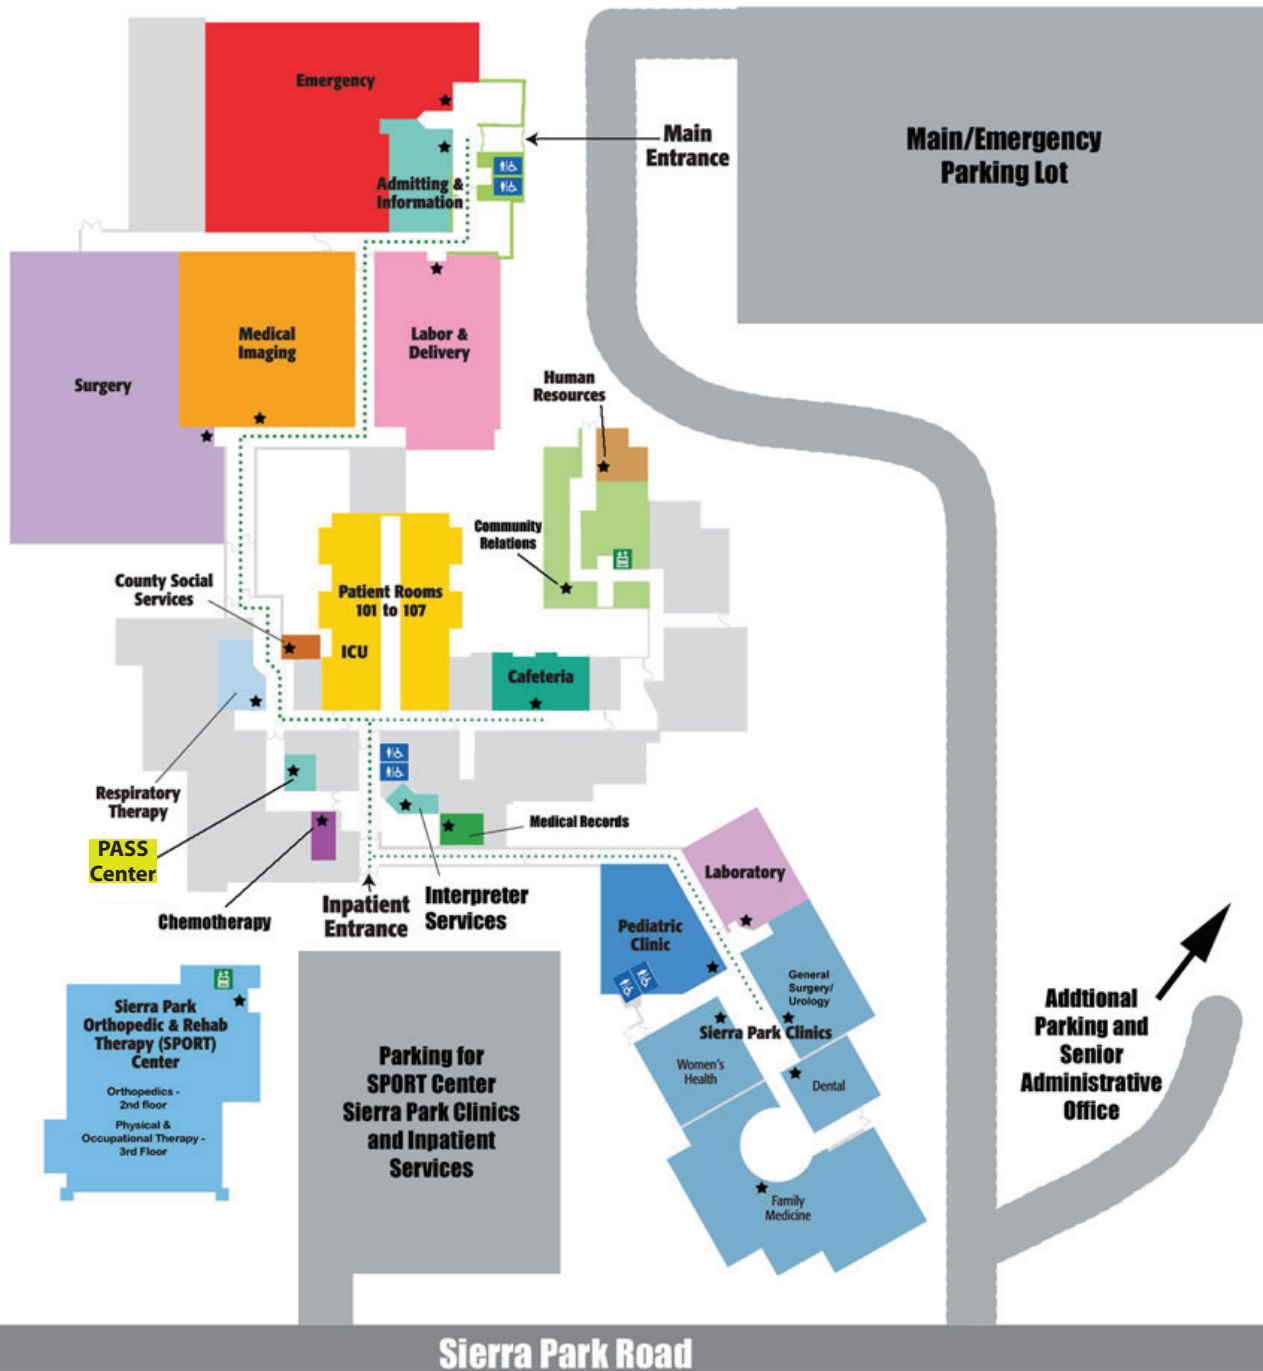 Emergency
Main
Entrance
Main/Emergency
Parking Lot
Admitting &
Information
Medical
Imaging
Labor &
Delivery
Surgery
Human
Resources
Community
Relations
County Social
Services
Patient Rooms
101 to 107
ICU
Cafeteria
Respiratory
Therapy
PASS
Center
Medical Records
Chemotherapy
Inpatient
Entrance
Interpreter
Services
Laboratory
Pediatric
Clinic
General
Surgery/
Urology
Sierra Park Clinics
Women's
Health
Dental
Family
Medicine
Sierra Park
Orthopedic & Rehab
Therapy (SPORT)
Center
Orthopedics -
2nd floor
Physical &
Occupational Therapy -
3rd Floor
Parking for
SPORT Center
Sierra Park Clinics
and Inpatient
Services
Addtional
Parking and
Senior
Administrative
Office
Sierra Park Road